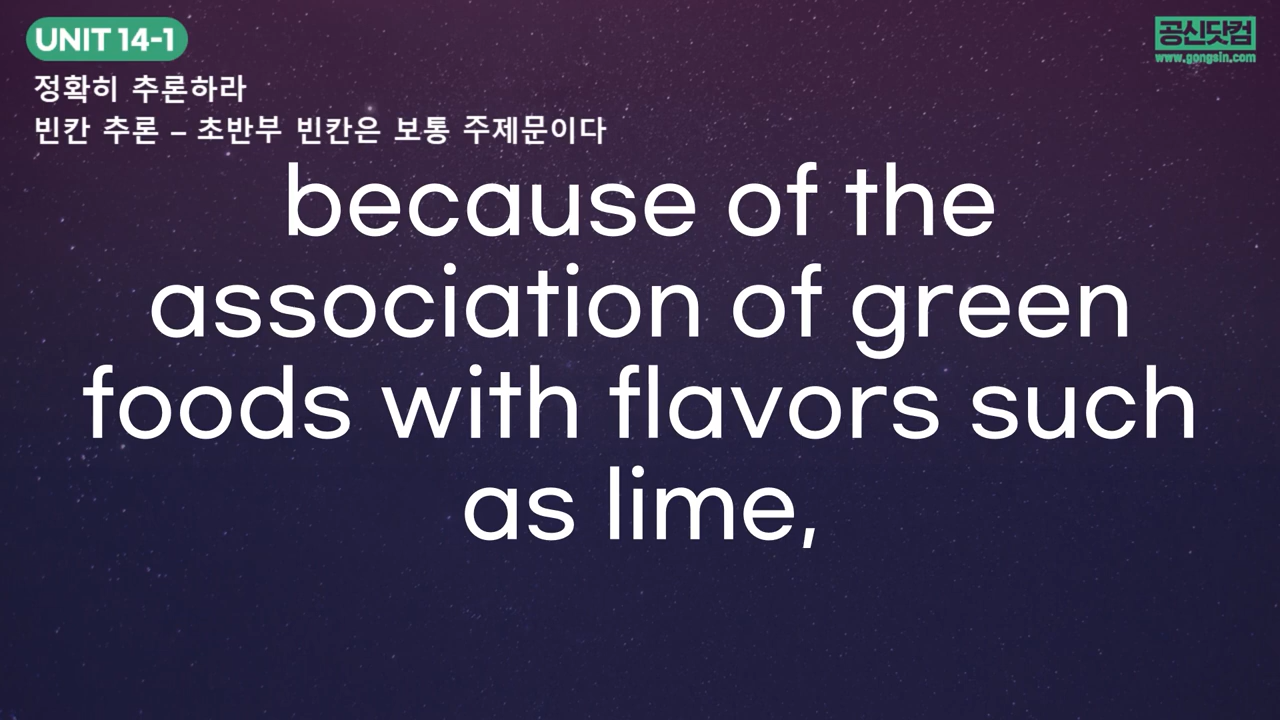 UNIT 14-1
공신닷컴
www.gongsin.com
정확히 추론하라
빈칸 추론 – 초반부 빈칸은 보통 주제문이다
because of the
association of green
foods with flavors such
as lime,